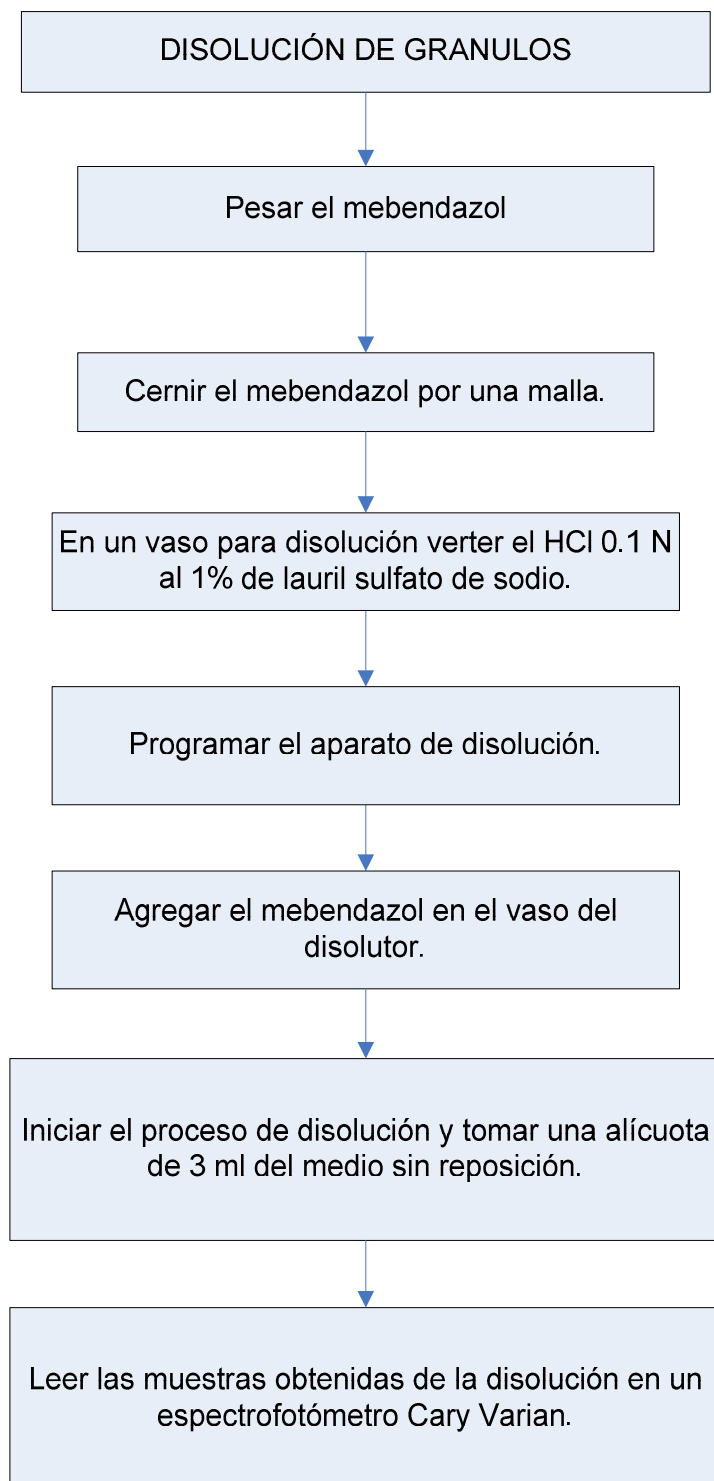 DISOLUCIÓN DE GRANULOS
Pesar el mebendazol
Cernir el mebendazol por una malla.
En un vaso para disolución verter el HCl 0.1 N
al 1% de lauril sulfato de sodio.
Programar el aparato de disolución.
Agregar el mebendazol en el vaso del
disolutor.
Iniciar el proceso de disolución y tomar una alícuota
de 3 ml del medio sin reposición.
Leer las muestras obtenidas de la disolución en un
espectrofotómetro Cary Varian.